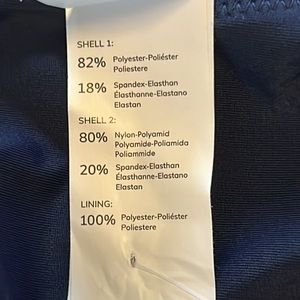 SHELL 1:
82% Polyester-Poliéster
Poliestere
18% Spandex-Elasthan
Élasthanne-Elastano
Elastan
SHELL 2:
80% Nylon-Polyamid
Polyamide-Poliamida
Poliammide
20% Spandex-Elasthan
Élasthanne-Elastano
Elastan
LINING:
100% Polyester-Poliéster
Poliestere